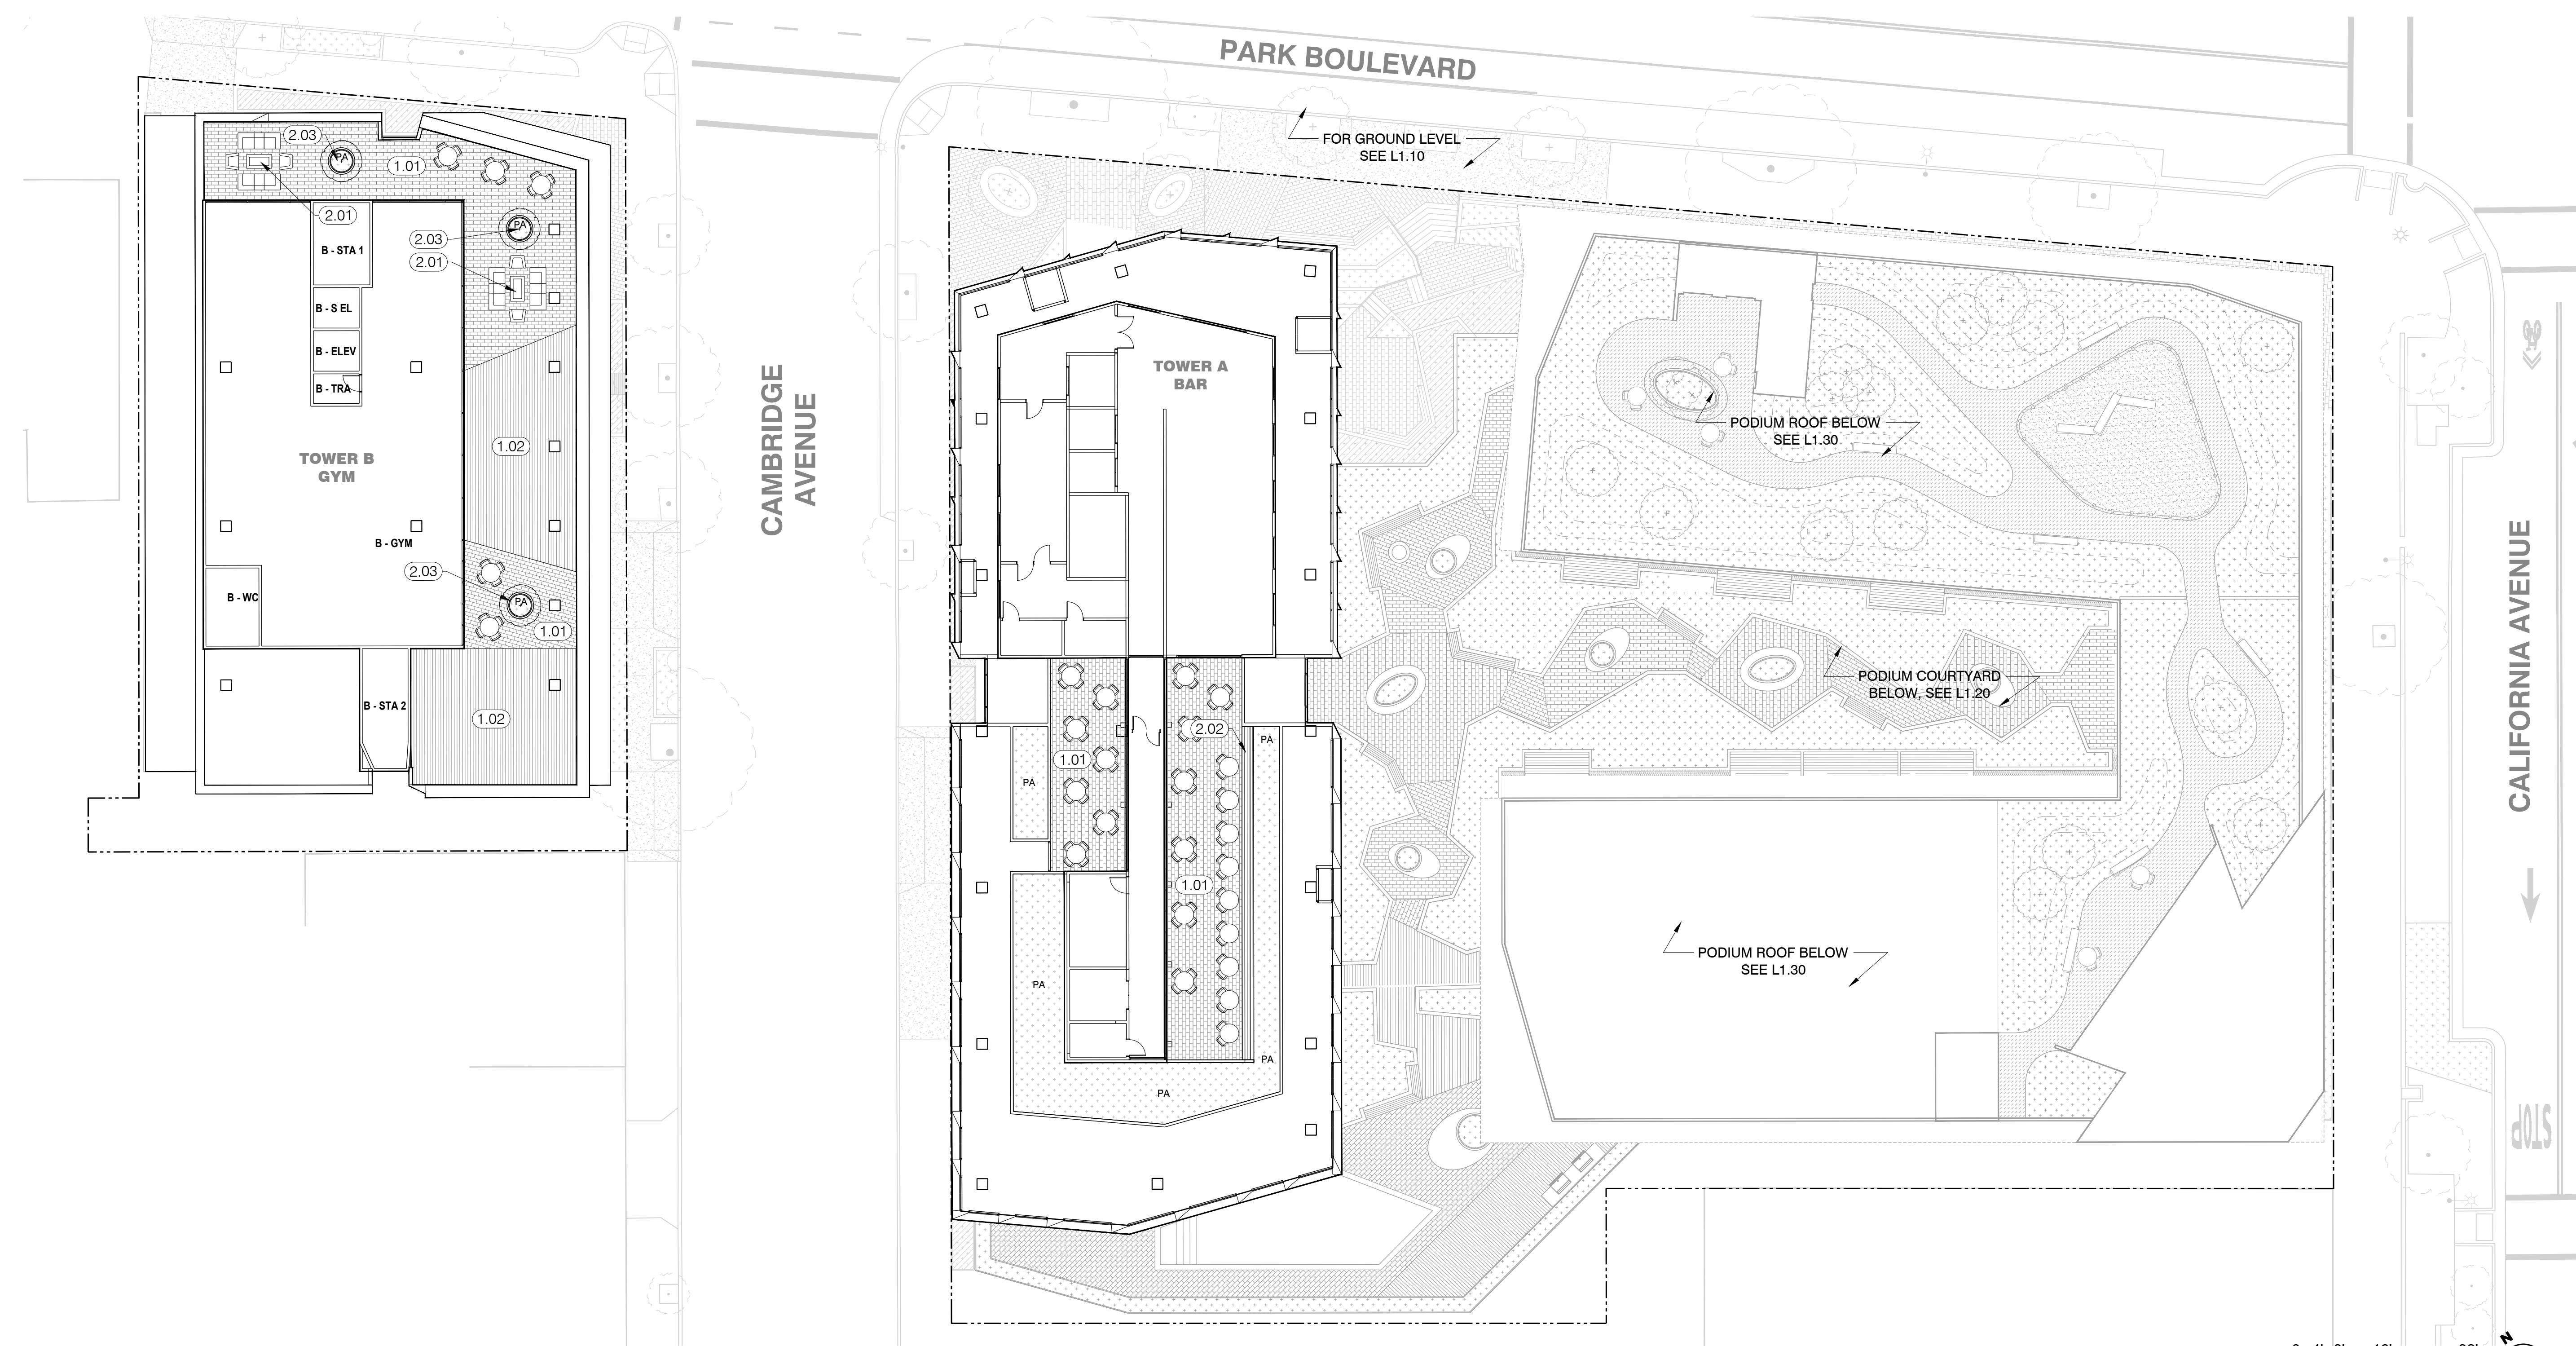 PARK BOULEVARD
FOR GROUND LEVEL
SEE L1.10
2.03
PA
1.01
2.01
PA
2.03
2.01
B - STA 1
B - S EL
B - ELEV
B - TRA
1.02
TOWER B
GYM
B - GYM
2.03
PA
B - WC
1.01
B - STA 2
1.02
CAMBRIDGE
AVENUE
TOWER A
BAR
2.02
PA
1.01
PA
1.01
PA
PA
PA
PODIUM ROOF BELOW
SEE L1.30
PODIUM COURTYARD
BELOW, SEE L1.20
PODIUM ROOF BELOW
SEE L1.30
CALIFORNIA AVENUE
STOP
N